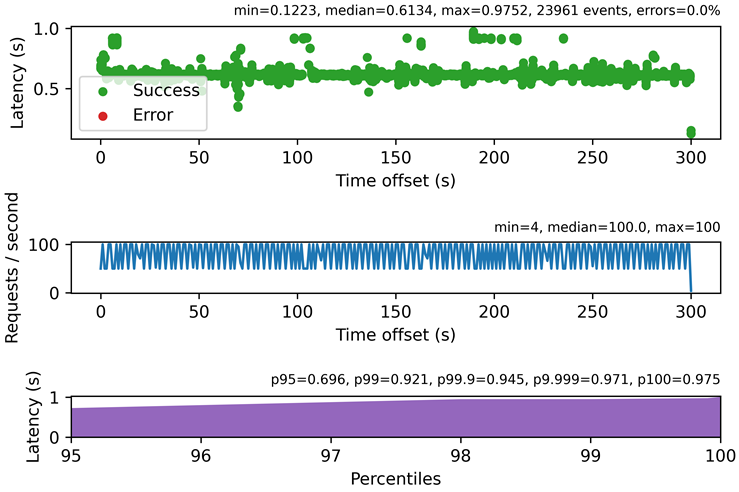 min=0.1223, median=0.6134, max=0.9752, 23961 events, errors=0.0%
Latency (s)
1.0
0.5
Success
Error
0 50 100 150 200 250 300
Time offset (s)
min=4, median=100.0, max=100
Requests / second
100
0
0 50 100 150 200 250 300
Time offset (s)
p95=0.696, p99=0.921, p99.9=0.945, p9.999=0.971, p100=0.975
Latency (s)
1
0
95 96 97 98 99 100
Percentiles